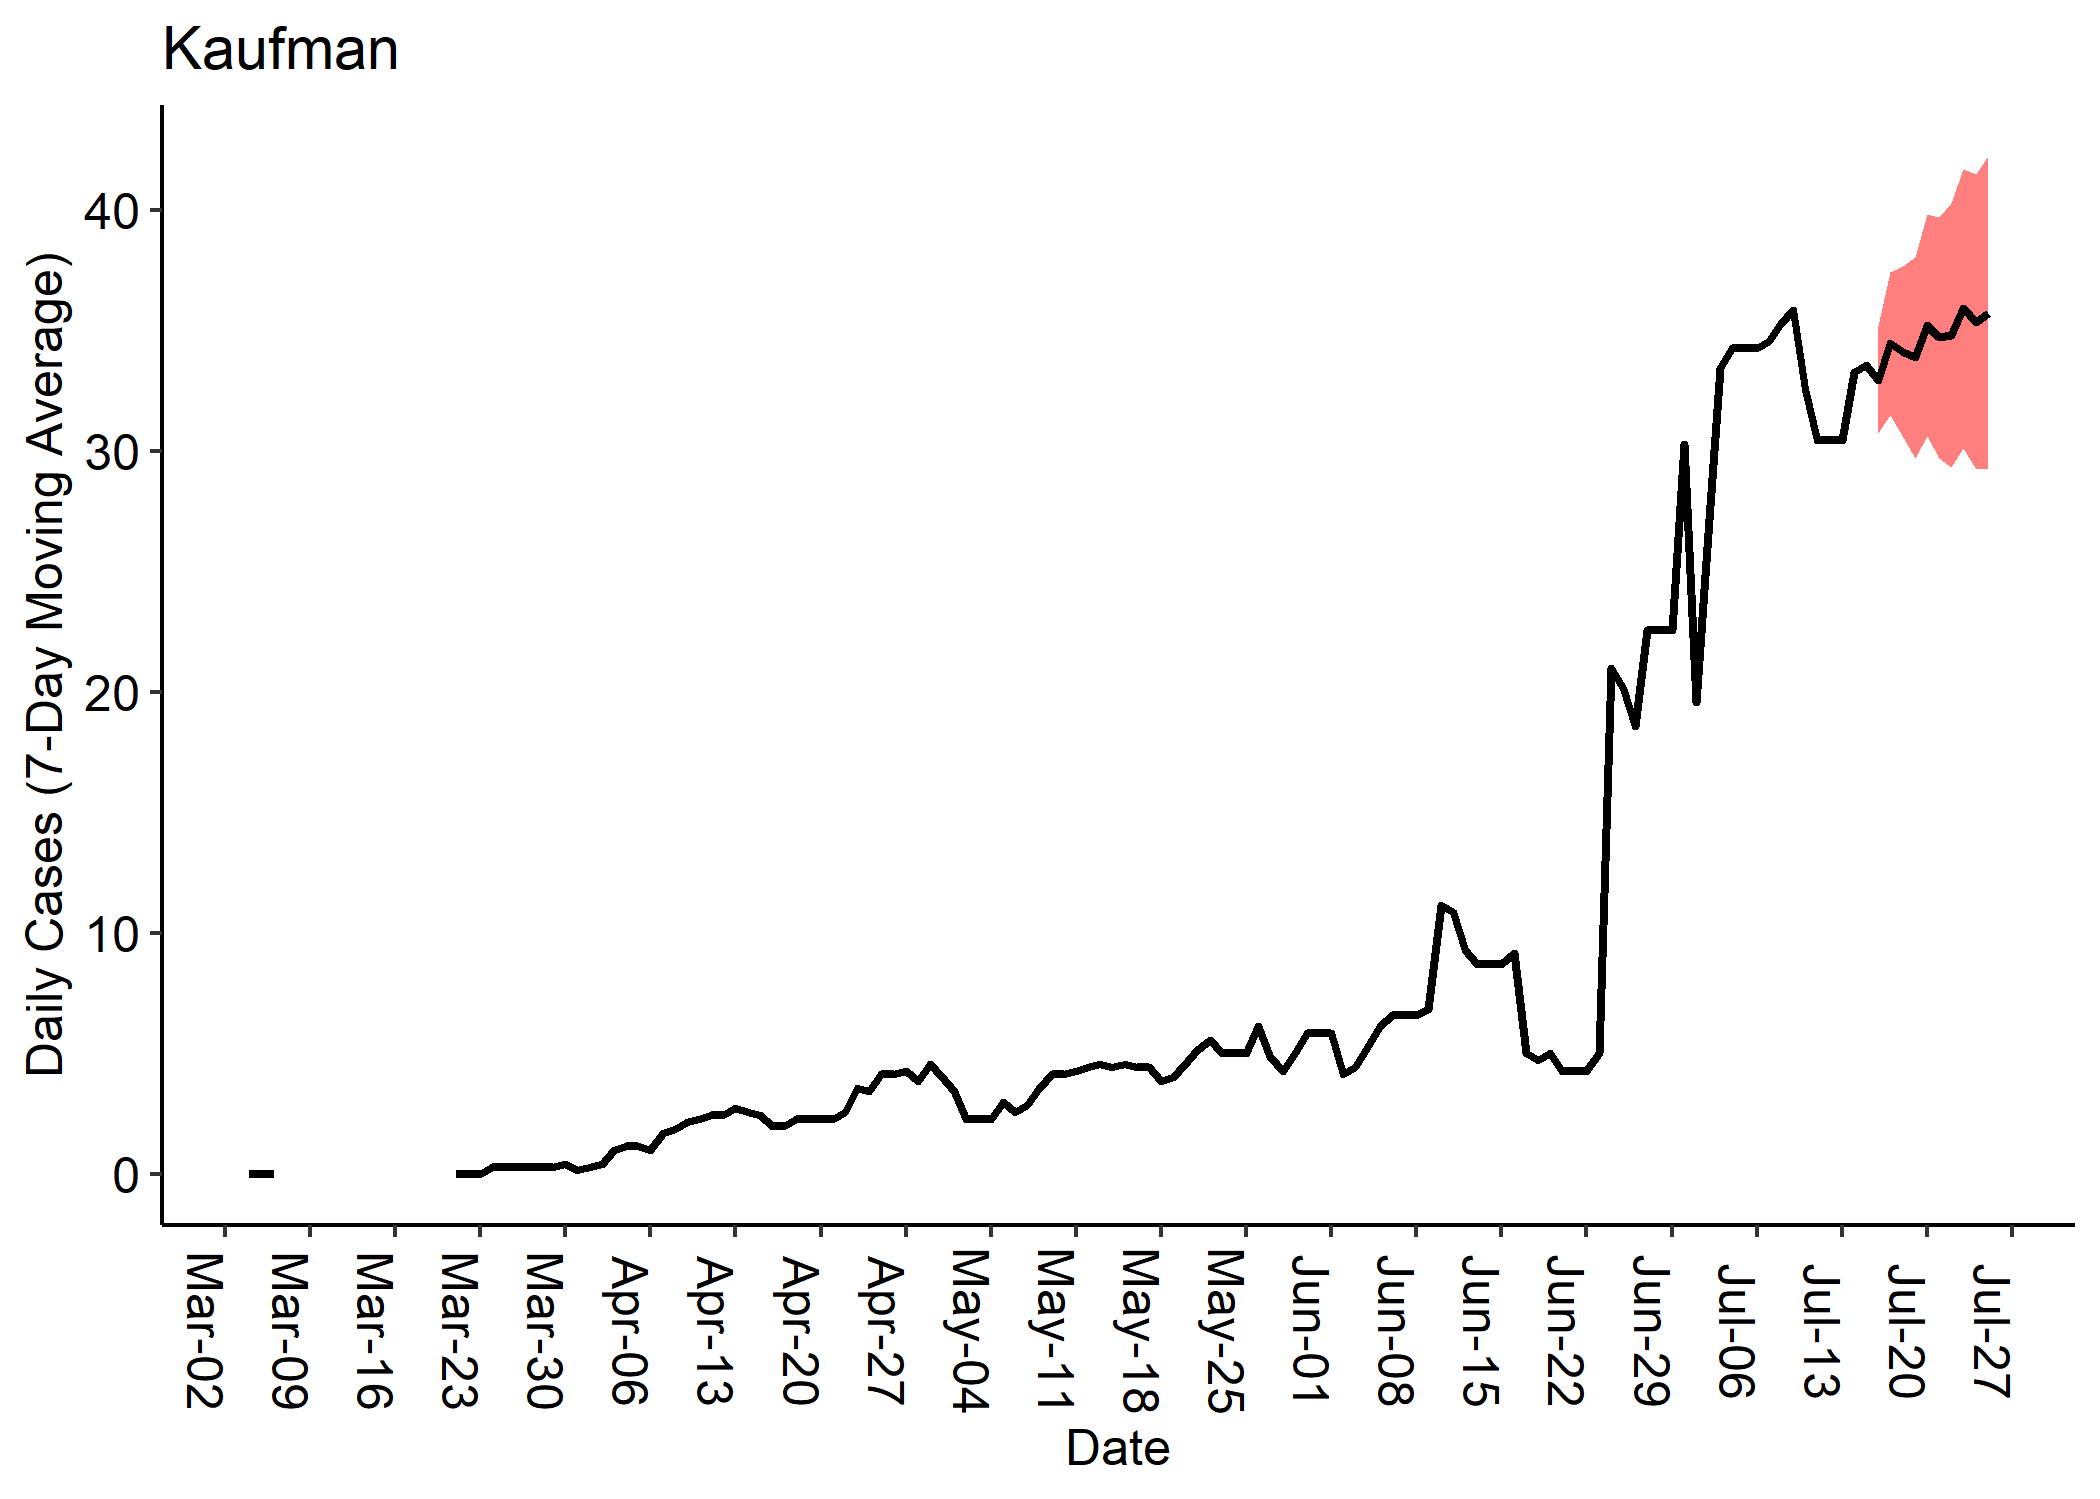 Kaufman
Daily Cases (7-Day Moving Average)
40
30
20
10
0
Mar-02
Mar-09
Mar-16
Mar-23
Mar-30
Apr-06
Apr-13
Apr-20
Apr-27
May-04
May-11
May-18
May-25
Jun-01
Jun-08
Jun-15
Jun-22
Jun-29
Jul-06
Jul-13
Jul-20
Jul-27
Date